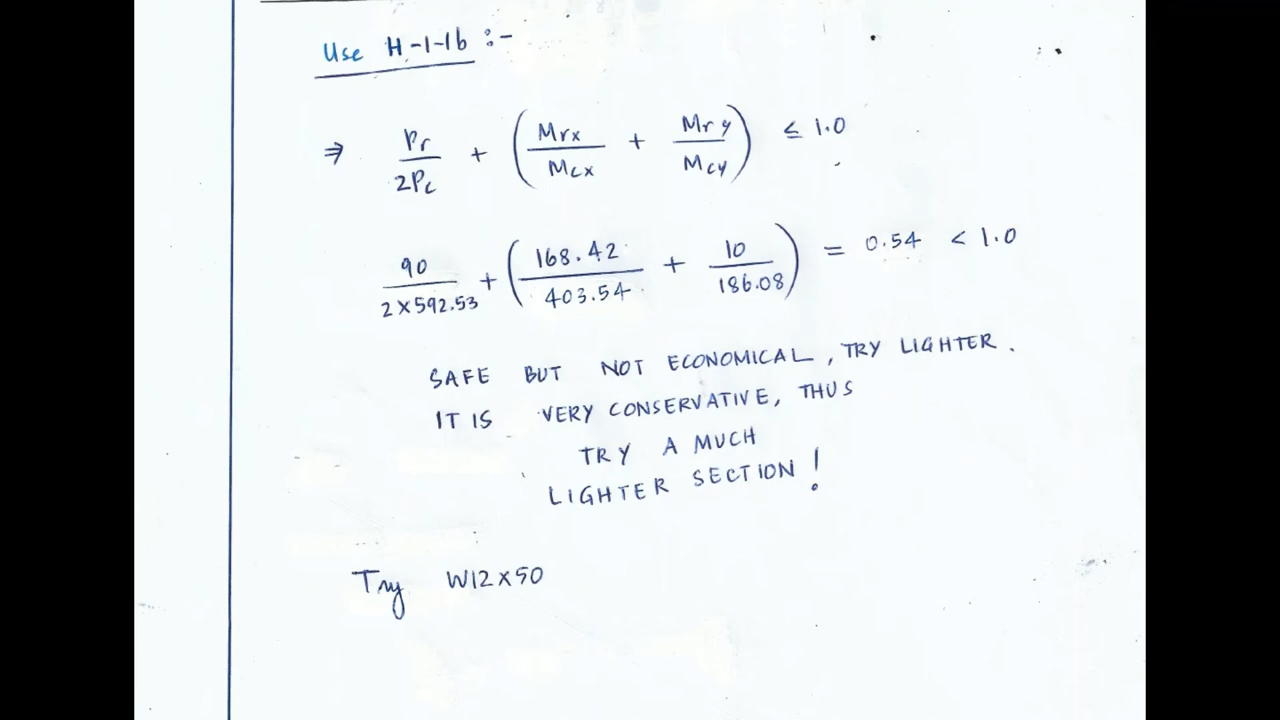 Use H-1-1b :-
⇒ Pr/2Pc + (Mrx/Mcx + Mry/Mcy) ≤ 1.0
90/2×592.53 + (168.42/403.54 + 10/186.08) = 0.54 < 1.0
SAFE BUT NOT ECONOMICAL, TRY LIGHTER.
IT IS VERY CONSERVATIVE, THUS
TRY A MUCH
LIGHTER SECTION!
Try W12×50